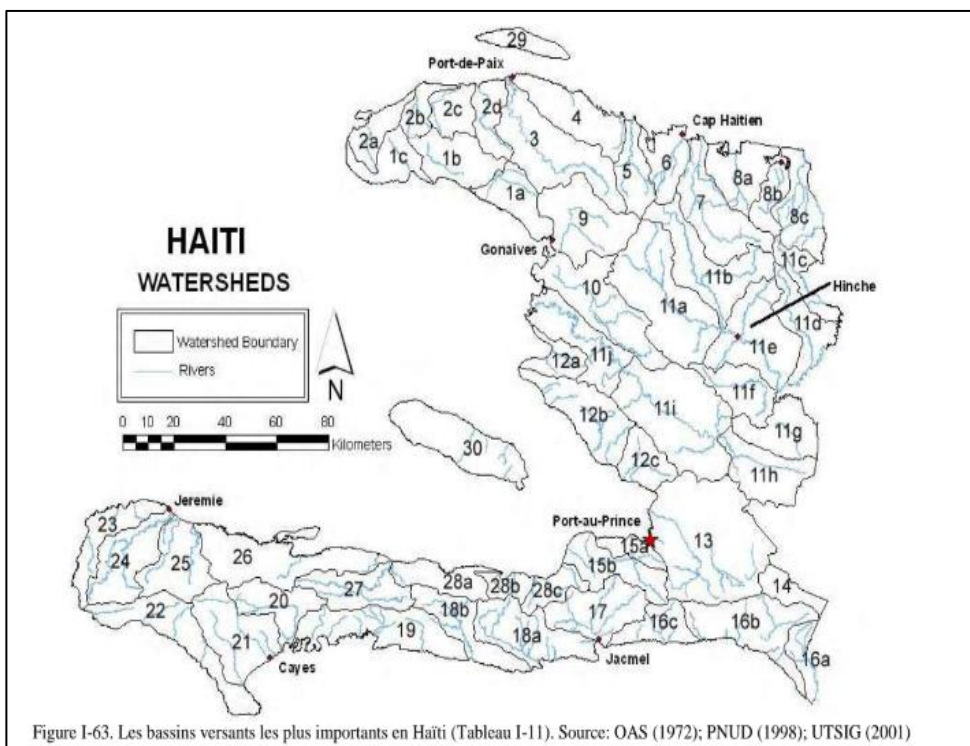 29
Port-de-Paix
2c
2d
4
2b
Cap Haitien
2a
3
1c
1b
5
6
8a
8b
1a
7
8c
9
HAITI
Gonaives
11c
WATERSHEDS
11b
10
Hinche
11a
11d
Watershed Boundary
11e
Rivers
12a
11j
N
11f
0 5 10 20 40 60 80
Kilometers
12b
11i
30
11g
12c
11h
Jeremie
Port-au-Prince
23
15a
13
24
25
26
15b
28a
28b
28c
14
27
22
20
18b
17
16c
16b
21
19
18a
16a
Cayes
Jacmel
Figure I-63. Les bassins versants les plus importants en Haïti (Tableau I-11). Source: OAS (1972); PNUD (1998); UTSIG (2001)